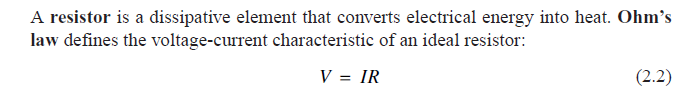 A resistor is a dissipative element that converts electrical energy into heat. Ohm's
law defines the voltage-current characteristic of an ideal resistor:
V = IR (2.2)